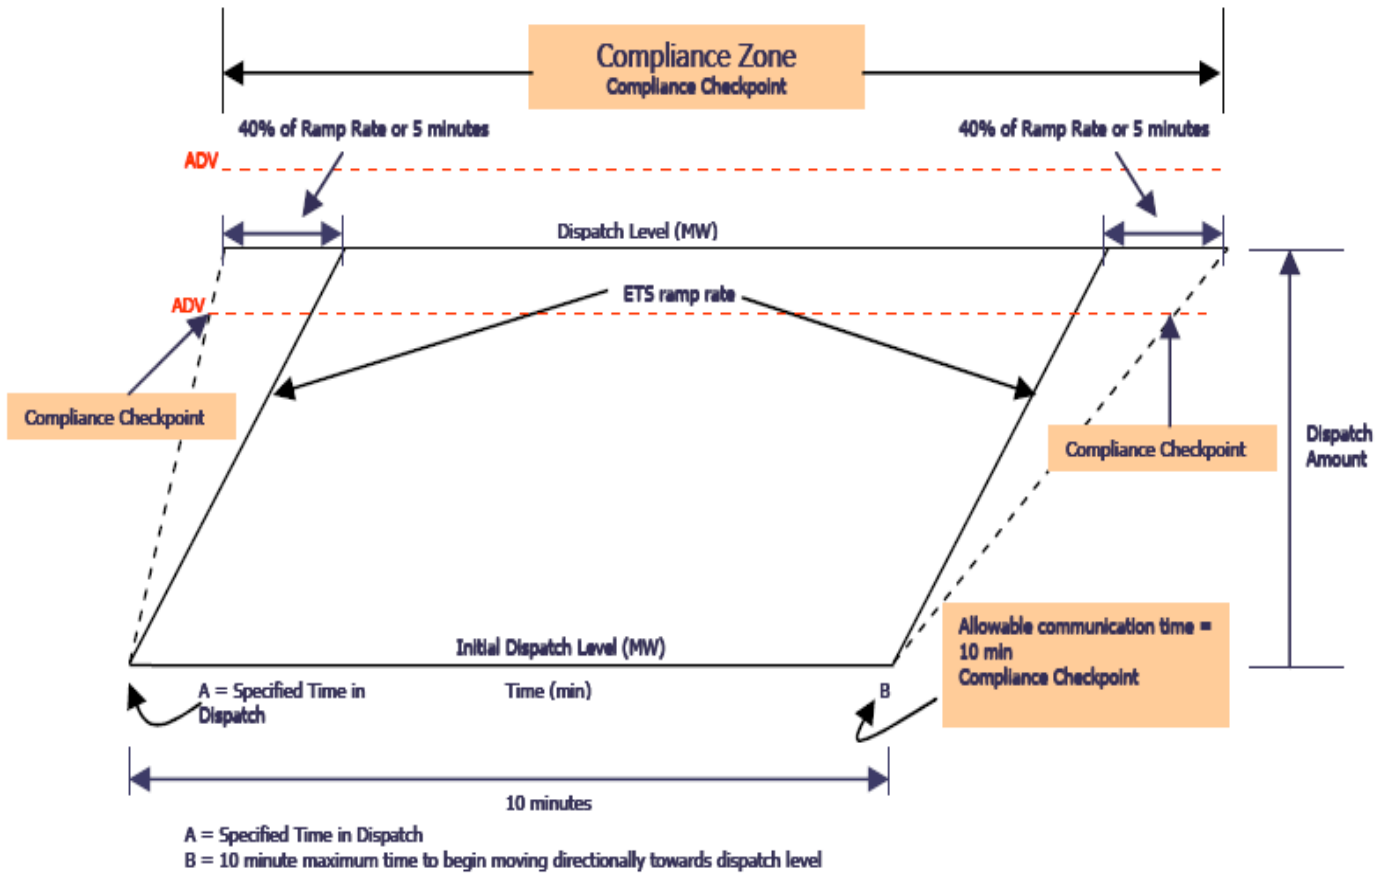 Compliance Zone
Compliance Checkpoint
40% of Ramp Rate or 5 minutes
40% of Ramp Rate or 5 minutes
ADV
Dispatch Level (MW)
ADV
ETS ramp rate
Compliance Checkpoint
Compliance Checkpoint
Dispatch
Amount
Initial Dispatch Level (MW)
Allowable communication time =
10 min
Compliance Checkpoint
A = Specified Time in
Dispatch
Time (min)
B
10 minutes
A = Specified Time in Dispatch
B = 10 minute maximum time to begin moving directionally towards dispatch level